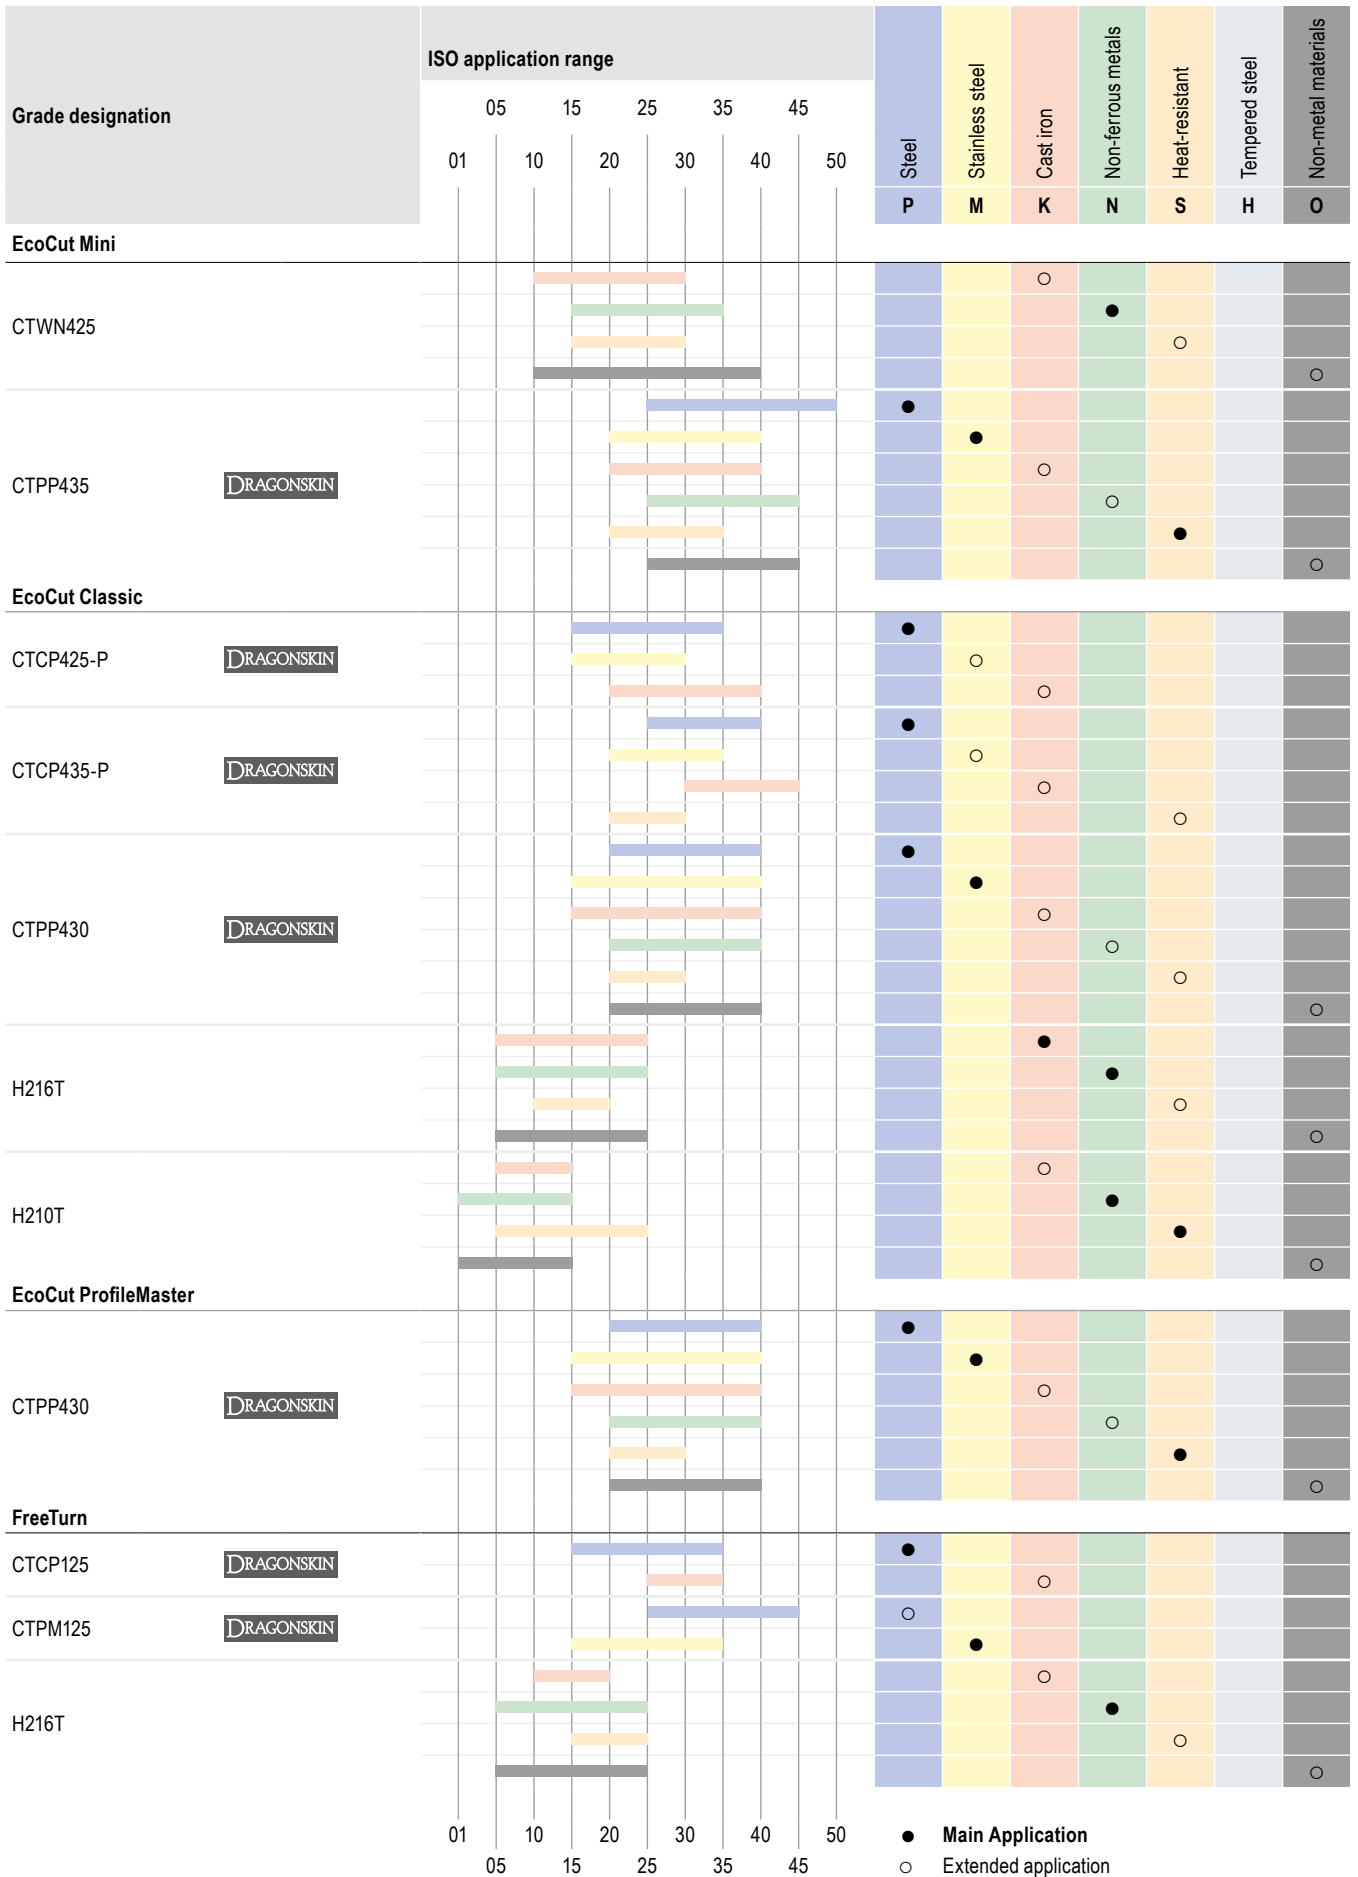 Grade designation
ISO application range
05 15 25 35 45
01 10 20 30 40 50
Steel
Stainless steel
Cast iron
Non-ferrous metals
Heat-resistant
Tempered steel
Non-metal materials
P M K N S H O
EcoCut Mini
CTWN425
CTPP435 DRAGONSKIN
EcoCut Classic
CTCP425-P DRAGONSKIN
CTCP435-P DRAGONSKIN
CTPP430 DRAGONSKIN
H216T
H210T
EcoCut ProfileMaster
CTPP430 DRAGONSKIN
FreeTurn
CTCP125 DRAGONSKIN
CTPM125 DRAGONSKIN
H216T
01 10 20 30 40 50
05 15 25 35 45
● Main Application
○ Extended application